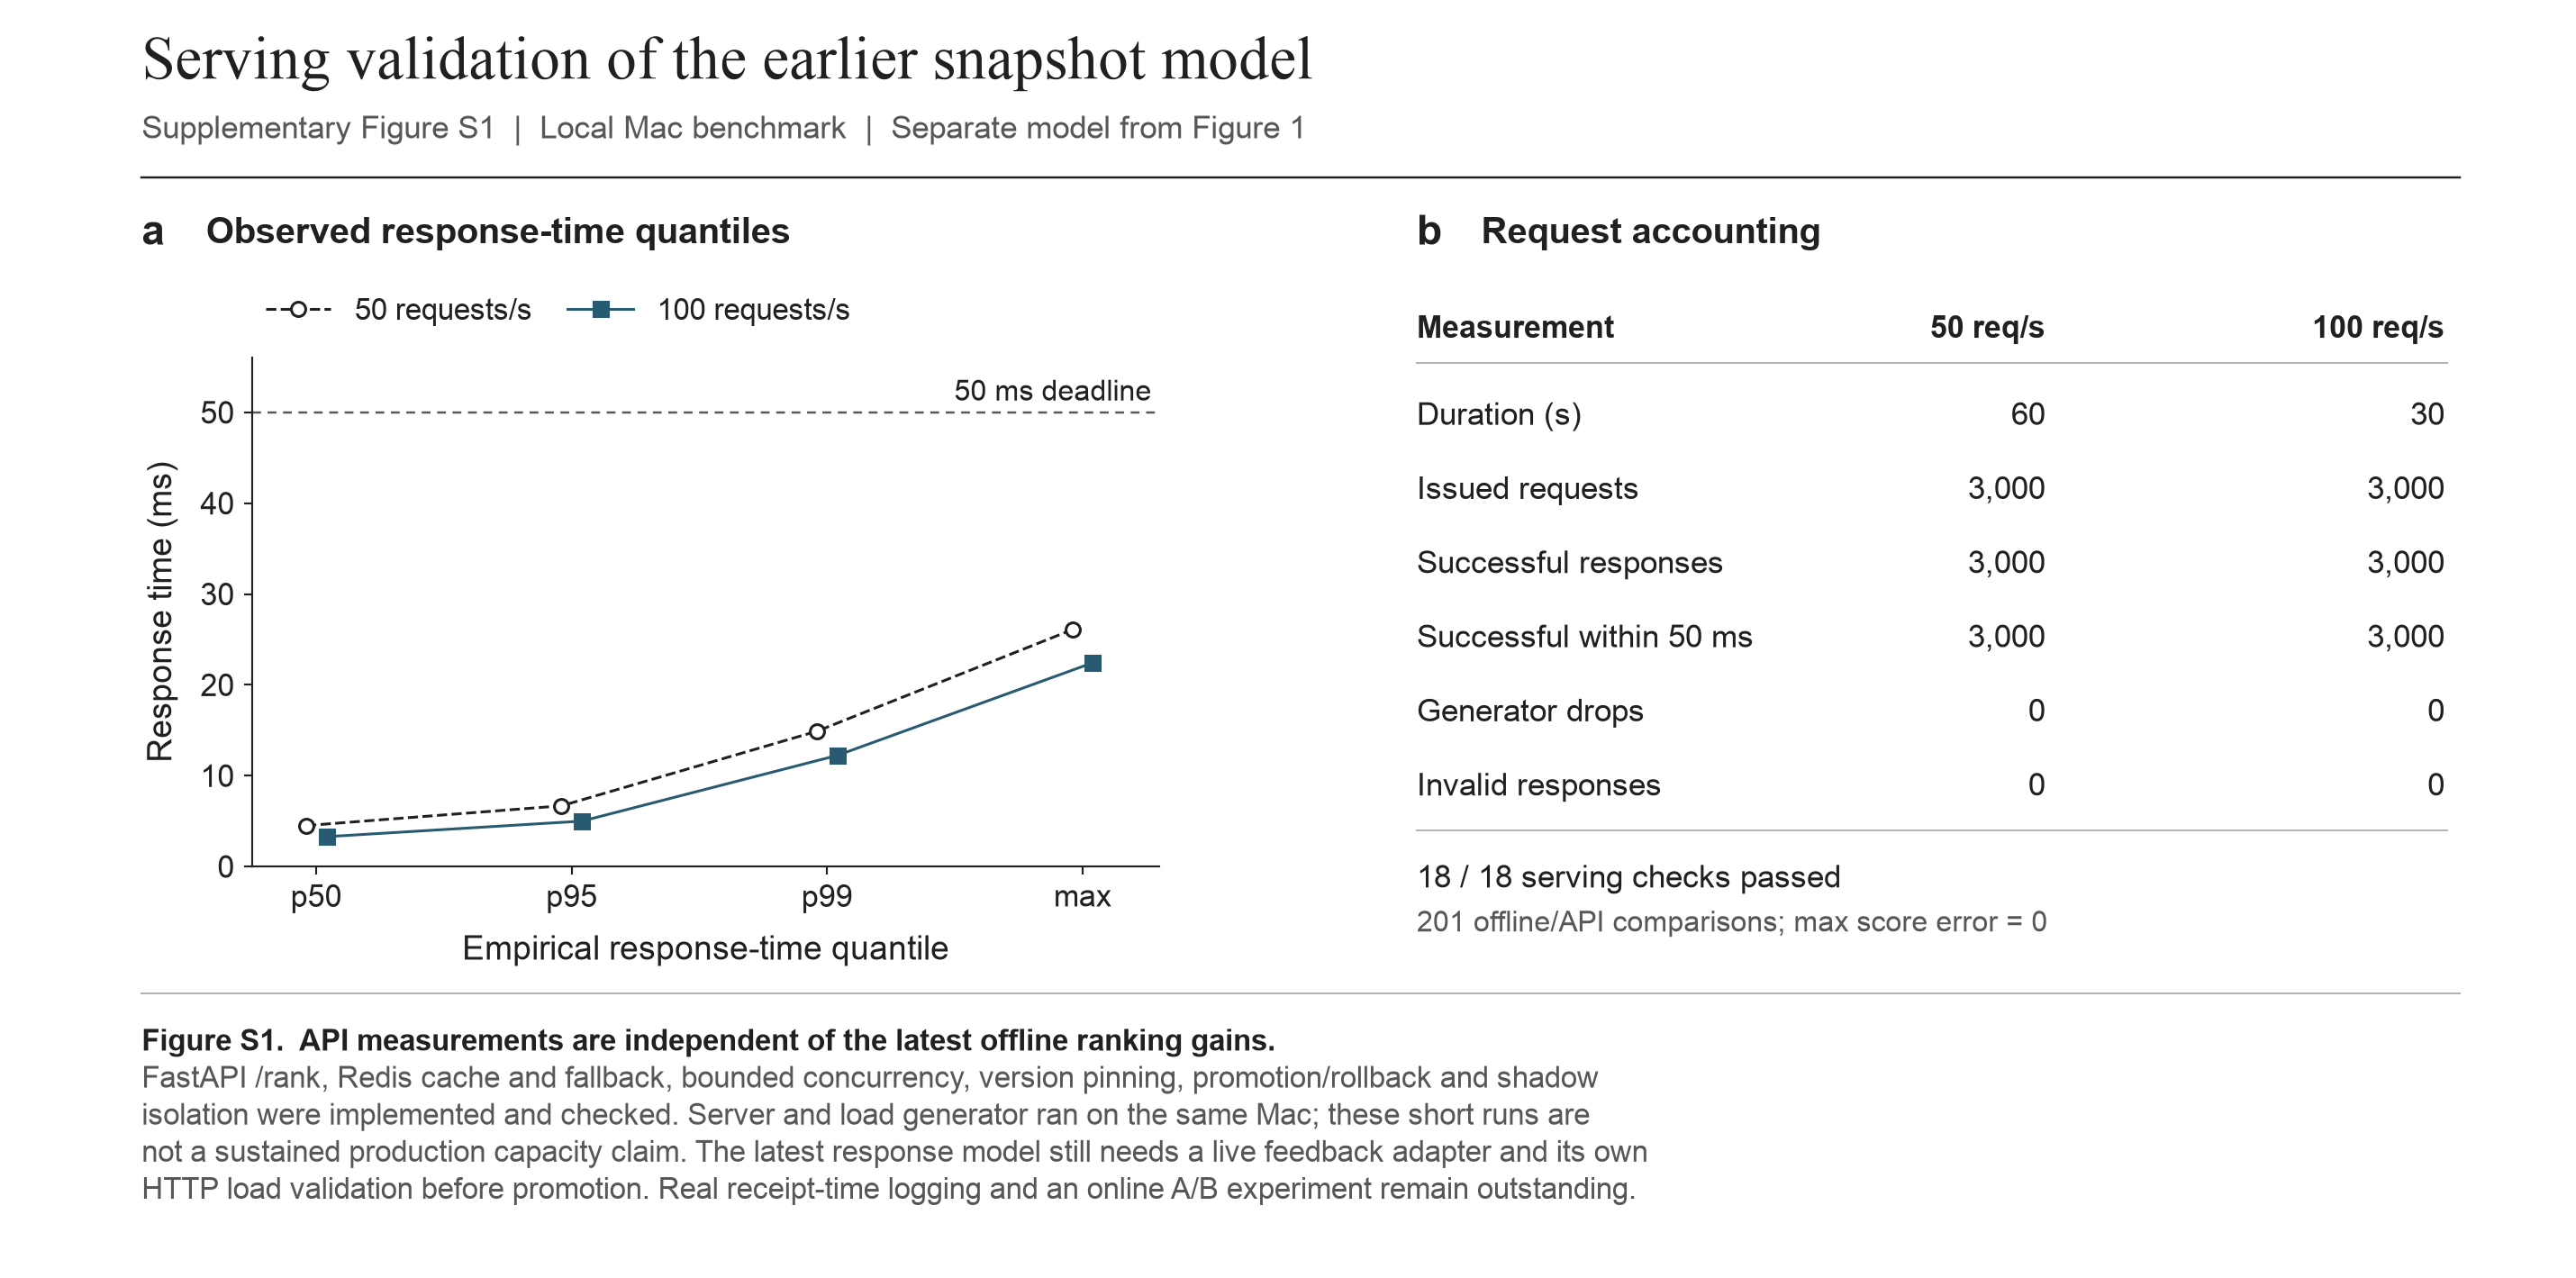 Serving validation of the earlier snapshot model
Supplementary Figure S1 | Local Mac benchmark | Separate model from Figure 1
a Observed response-time quantiles
50 requests/s 100 requests/s
50 ms deadline
50
40
30
20
10
0
Response time (ms)
p50 p95 p99 max
Empirical response-time quantile
b Request accounting
Measurement 50 req/s 100 req/s
Duration (s) 60 30
Issued requests 3,000 3,000
Successful responses 3,000 3,000
Successful within 50 ms 3,000 3,000
Generator drops 0 0
Invalid responses 0 0
18 / 18 serving checks passed
201 offline/API comparisons; max score error = 0
Figure S1. API measurements are independent of the latest offline ranking gains.
FastAPI /rank, Redis cache and fallback, bounded concurrency, version pinning, promotion/rollback and shadow
isolation were implemented and checked. Server and load generator ran on the same Mac; these short runs are
not a sustained production capacity claim. The latest response model still needs a live feedback adapter and its own
HTTP load validation before promotion. Real receipt-time logging and an online A/B experiment remain outstanding.